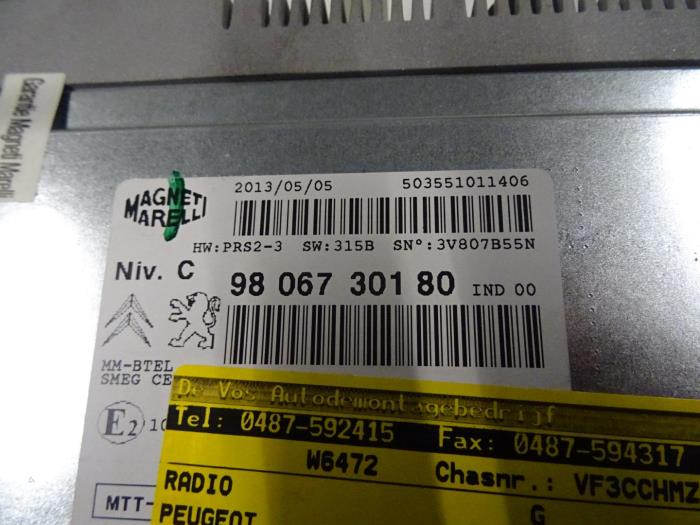 Garantie Magneti Marelli
MAGNETI
MARELLI
2013/05/05 503551011406
HW:PRS2-3 SW:315B SN°:3V807B55N
Niv. C 98 067 301 80 IND 00
MM-BTEL
SMEG CE
De Vos Autodemontagebedrijf
E2
Tel: 0487-592415 Fax: 0487-594317
W6472 Chasnr.: VF3CCHMZ
RADIO
MTT-
PEUGEOT G